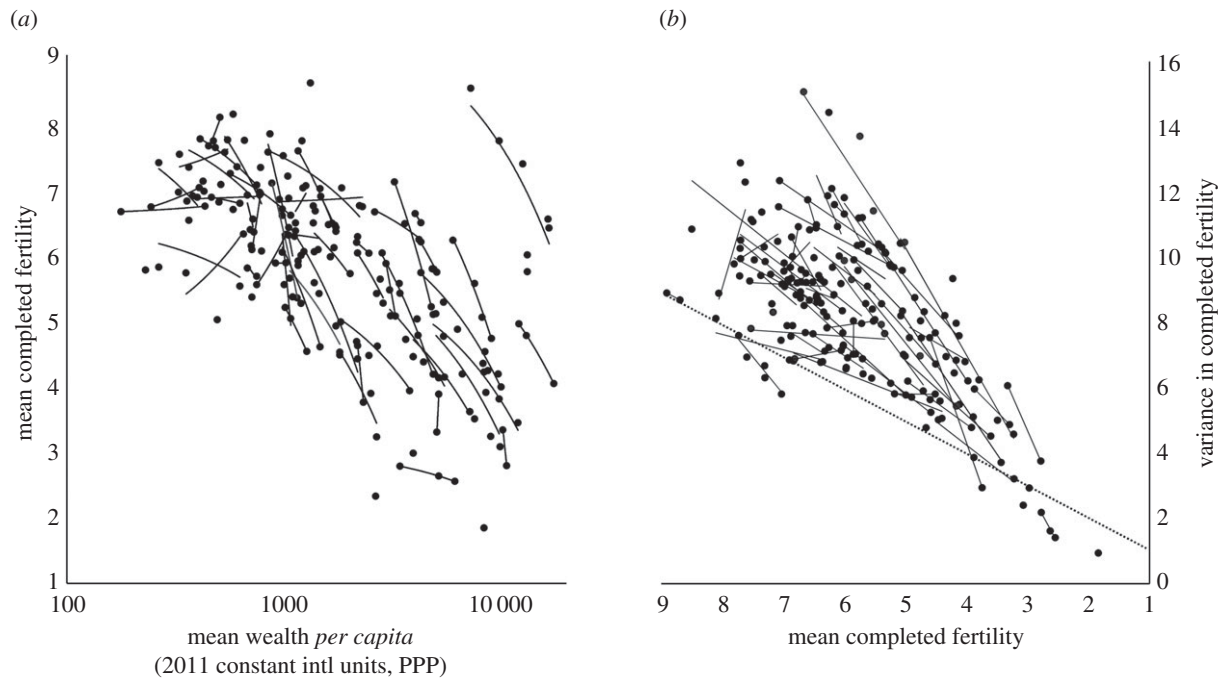 (a)
9
8
7
6
5
4
3
2
1
mean completed fertility
100
1000
10 000
mean wealth per capita
(2011 constant intl units, PPP)
(b)
16
14
12
10
8
6
4
2
0
variance in completed fertility
9 8 7 6 5 4 3 2 1
mean completed fertility